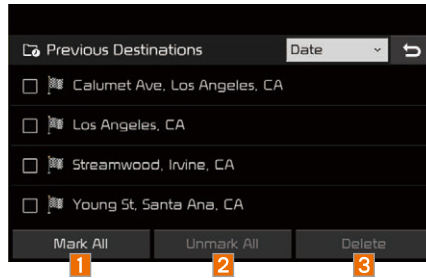 Previous Destinations Date
Calumet Ave, Los Angeles, CA
Los Angeles, CA
Streamwood, Irvine, CA
Young St, Santa Ana, CA
Mark All Unmark All Delete
1 2 3